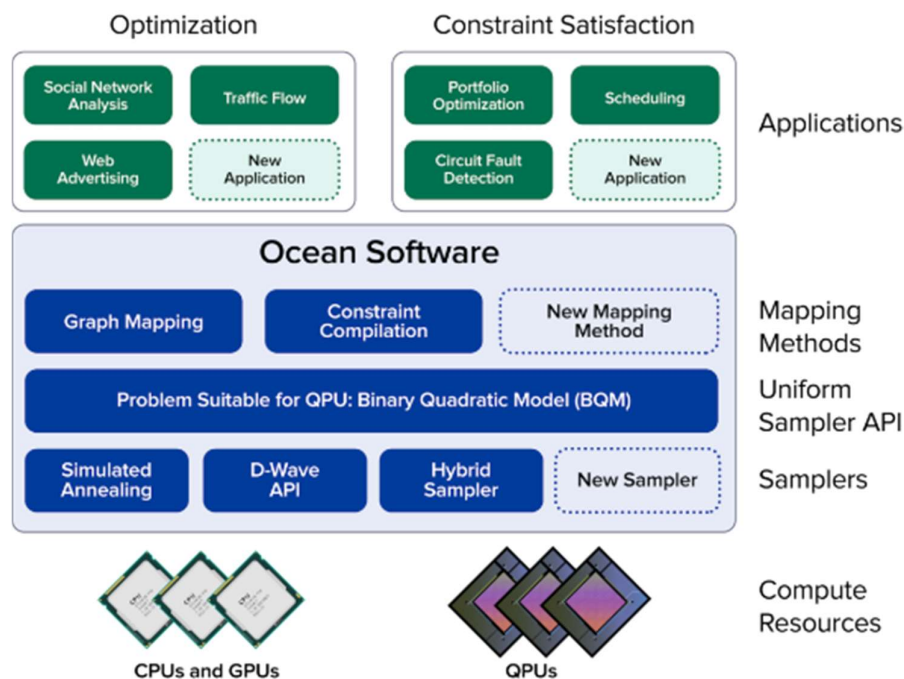 Optimization
Constraint Satisfaction
Social Network
Analysis
Traffic Flow
Web
Advertising
New
Application
Portfolio
Optimization
Scheduling
Circuit Fault
Detection
New
Application
Applications
Ocean Software
Graph Mapping
Constraint
Compilation
New Mapping
Method
Mapping
Methods
Problem Suitable for QPU: Binary Quadratic Model (BQM)
Uniform
Sampler API
Simulated
Annealing
D-Wave
API
Hybrid
Sampler
New Sampler
Samplers
CPU
CPU
CPU
Compute
Resources
CPUs and GPUs
QPUs